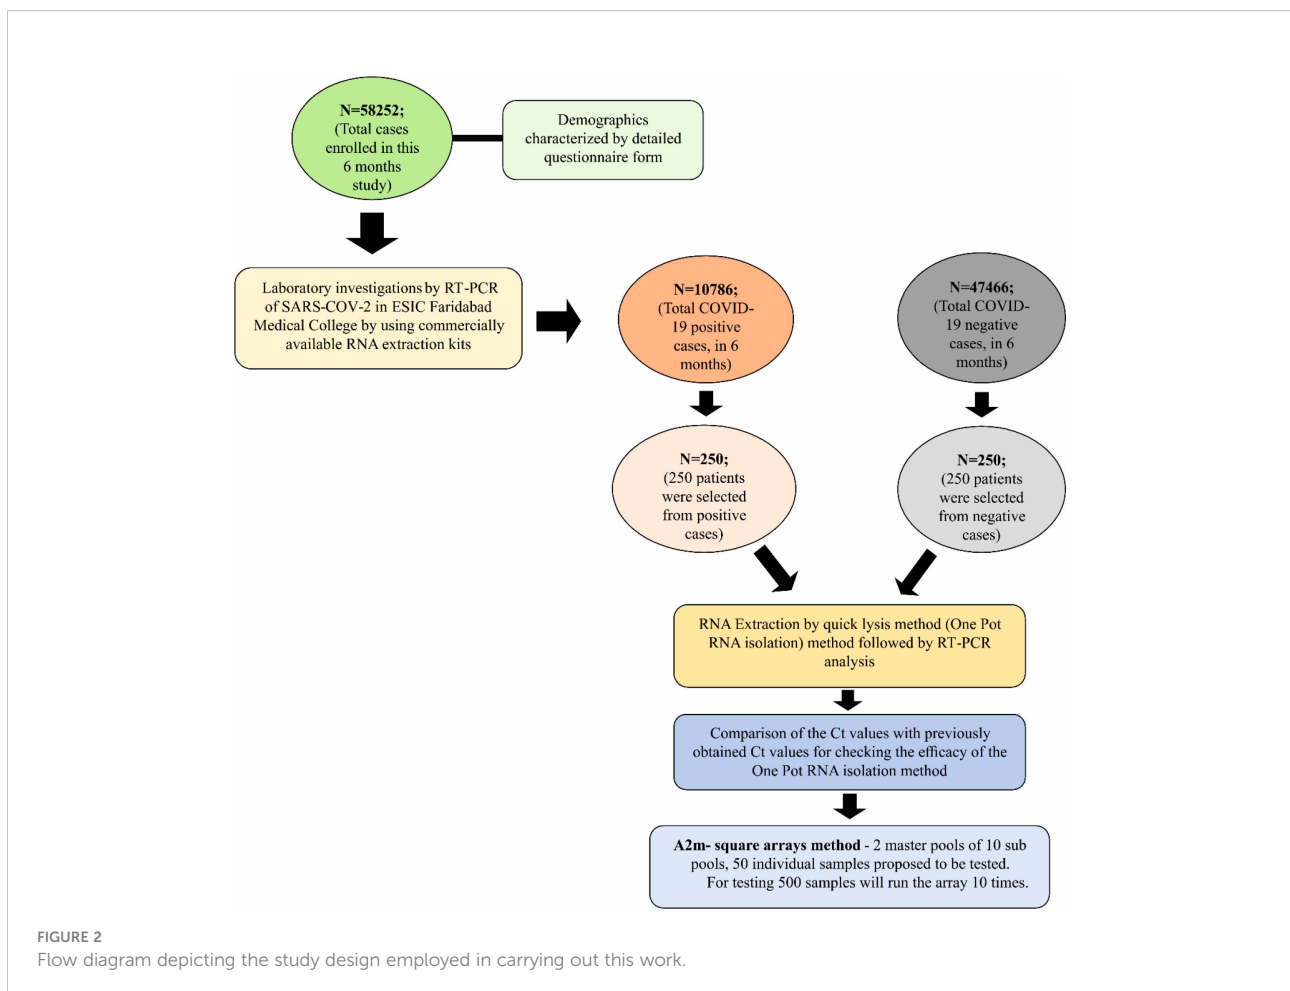 N=58252;
(Total cases
enrolled in this
6 months
study)
Demographics
characterized by detailed
questionnaire form
Laboratory investigations by RT-PCR
of SARS-COV-2 in ESIC Faridabad
Medical College by using commercially
available RNA extraction kits
N=10786;
(Total COVID-
19 positive
cases, in 6
months)
N=47466;
(Total COVID-
19 negative
cases, in 6
months)
N=250;
(250 patients
were selected
from positive
cases)
N=250;
(250 patients
were selected
from negative
cases)
RNA Extraction by quick lysis method (One Pot
RNA isolation) method followed by RT-PCR
analysis
Comparison of the Ct values with previously
obtained Ct values for checking the efficacy of the
One Pot RNA isolation method
A2m- square arrays method - 2 master pools of 10 sub
pools, 50 individual samples proposed to be tested.
For testing 500 samples will run the array 10 times.
FIGURE 2
Flow diagram depicting the study design employed in carrying out this work.